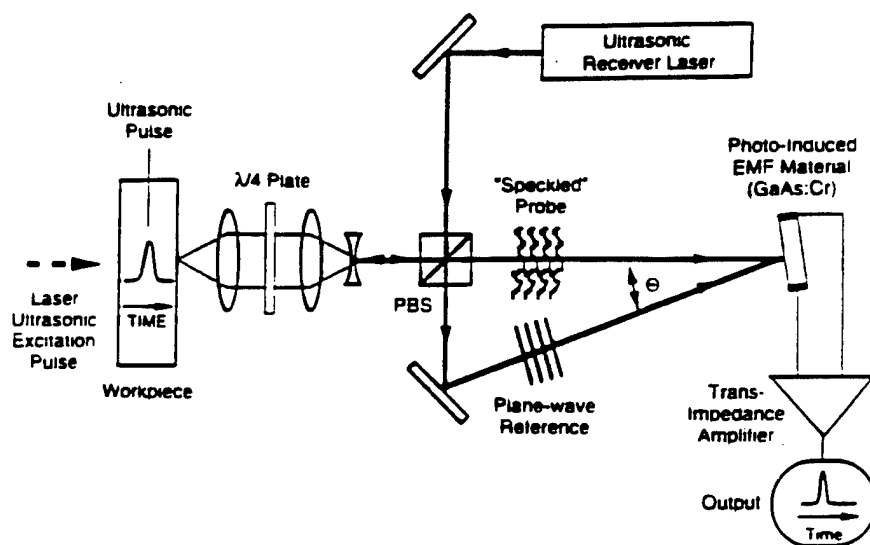 Ultrasonic
Receiver Laser
Ultrasonic
Pulse
Photo-Induced
EMF Material
(GaAs:Cr)
λ/4 Plate
"Speckled"
Probe
PBS
Θ
TIME
Laser
Ultrasonic
Excitation
Pulse
Workpiece
Plane-wave
Reference
Trans-
Impedance
Amplifier
Output
Time